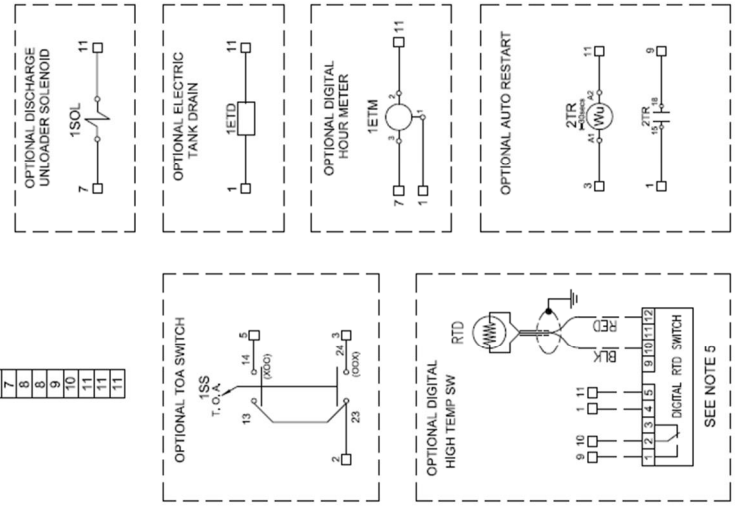 OPTIONAL DISCHARGE
UNLOADER SOLENOID
1SOL
7
11
OPTIONAL ELECTRIC
TANK DRAIN
1ETD
1
11
OPTIONAL DIGITAL
HOUR METER
1ETM
7
3
2
11
1
1
OPTIONAL AUTO RESTART
2TR
3
A1
Wu
A2
11
2TR
1
15
18
9
7
8
8
9
10
11
11
11
OPTIONAL TOA SWITCH
1SS
T. O. A.
13
14
5
(XOO)
2
23
24
3
(OOX)
OPTIONAL DIGITAL
HIGH TEMP SW
RTD
BLK
RED
9
10
1
11
1
2
3
4
5
9
10
11
12
DIGITAL RTD SWITCH
SEE NOTE 5